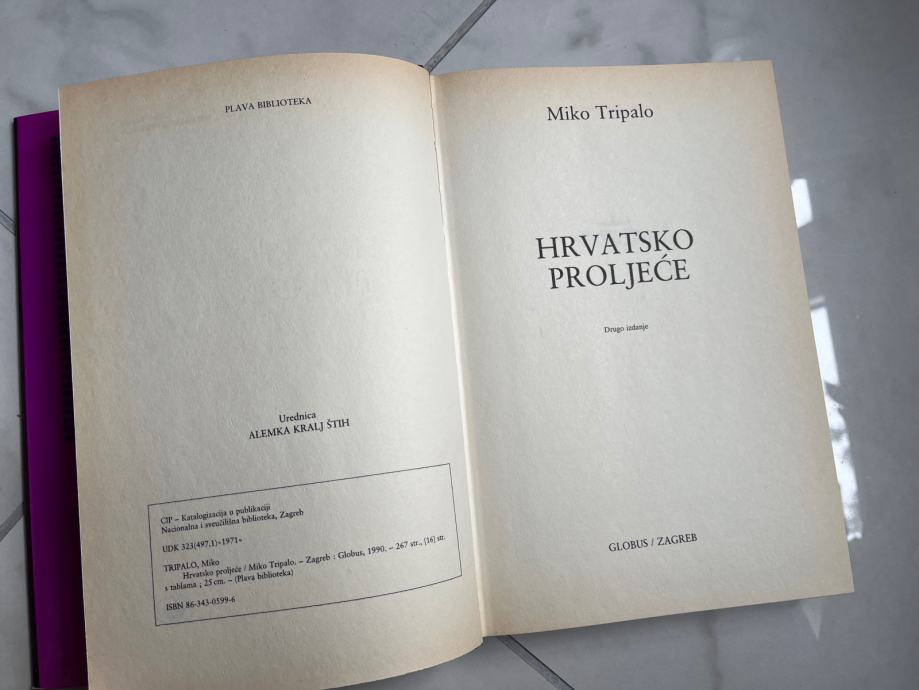 PLAVA BIBLIOTEKA
Urednica
ALEMKA KRALJ ŠTIH
CIP – Katalogizacija u publikaciji
Nacionalna i sveučilišna biblioteka, Zagreb
UDK 323(497.1)»1971«
TRIPALO, Miko
Hrvatsko proljeće / Miko Tripalo. – Zagreb : Globus, 1990. – 267 str., [16] str.
s tablama ; 25 cm. – (Plava biblioteka)
ISBN 86-343-0599-6
Miko Tripalo
HRVATSKO
PROLJEĆE
Drugo izdanje
GLOBUS / ZAGREB